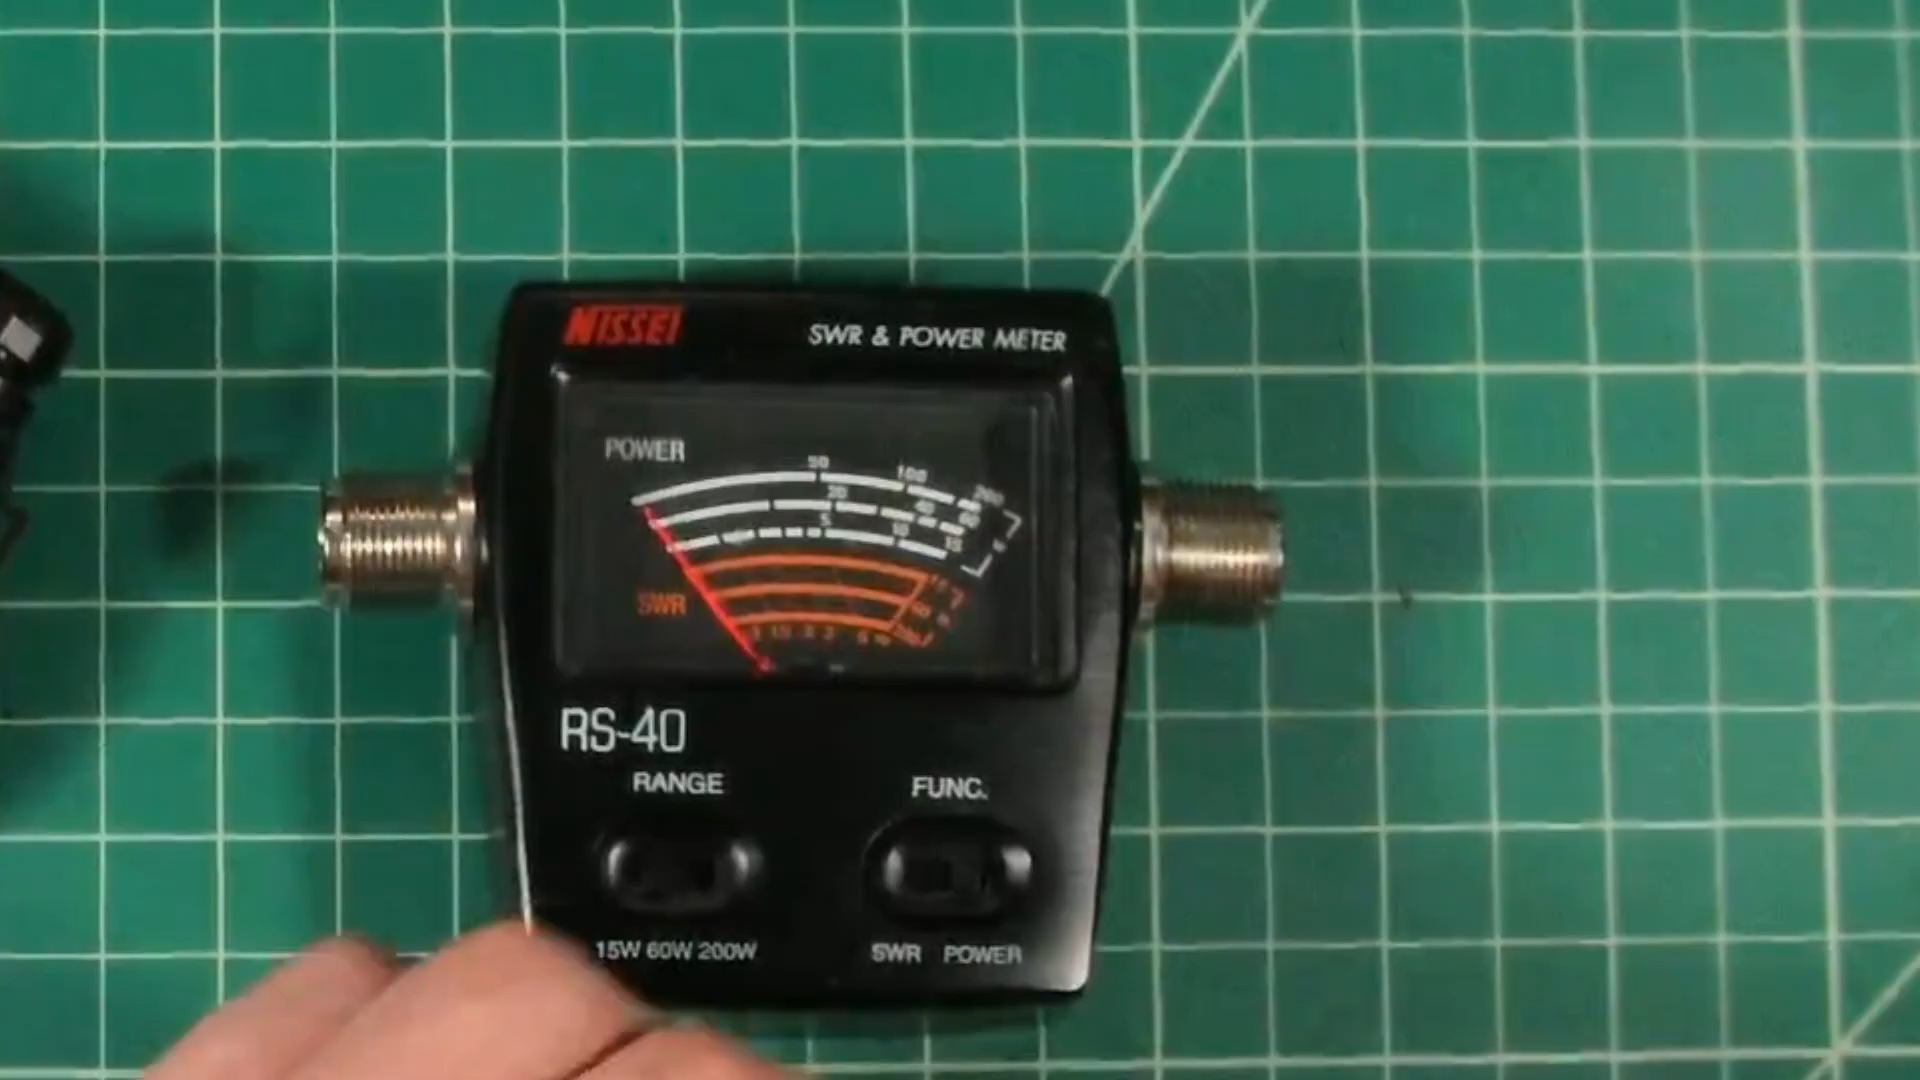 NISSEI
SWR & POWER METER
POWER
50 100 200
20 40 60
5 10 15
SWR
RS-40
RANGE FUNC.
15W 60W 200W SWR POWER